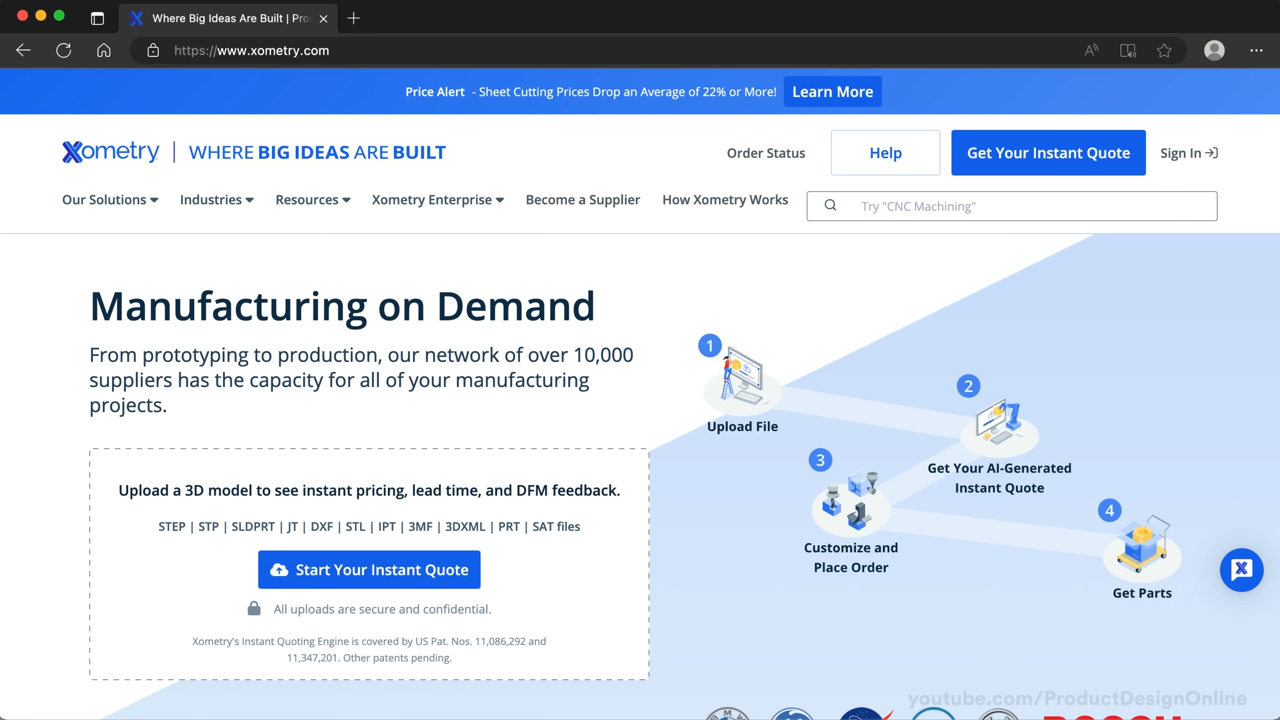 Where Big Ideas Are Built | Pro
https://www.xometry.com
Price Alert - Sheet Cutting Prices Drop an Average of 22% or More! Learn More
Xometry | WHERE BIG IDEAS ARE BUILT
Order Status Help Get Your Instant Quote Sign In
Our Solutions Industries Resources Xometry Enterprise Become a Supplier How Xometry Works Try "CNC Machining"
Manufacturing on Demand
From prototyping to production, our network of over 10,000
suppliers has the capacity for all of your manufacturing
projects.
Upload a 3D model to see instant pricing, lead time, and DFM feedback.
STEP | STP | SLDPRT | JT | DXF | STL | IPT | 3MF | 3DXML | PRT | SAT files
Start Your Instant Quote
All uploads are secure and confidential.
Xometry's Instant Quoting Engine is covered by US Pat. Nos. 11,086,292 and
11,347,201. Other patents pending.
1
Upload File
2
Get Your AI-Generated
Instant Quote
3
Customize and
Place Order
4
Get Parts
youtube.com/ProductDesignOnline
BOSCH